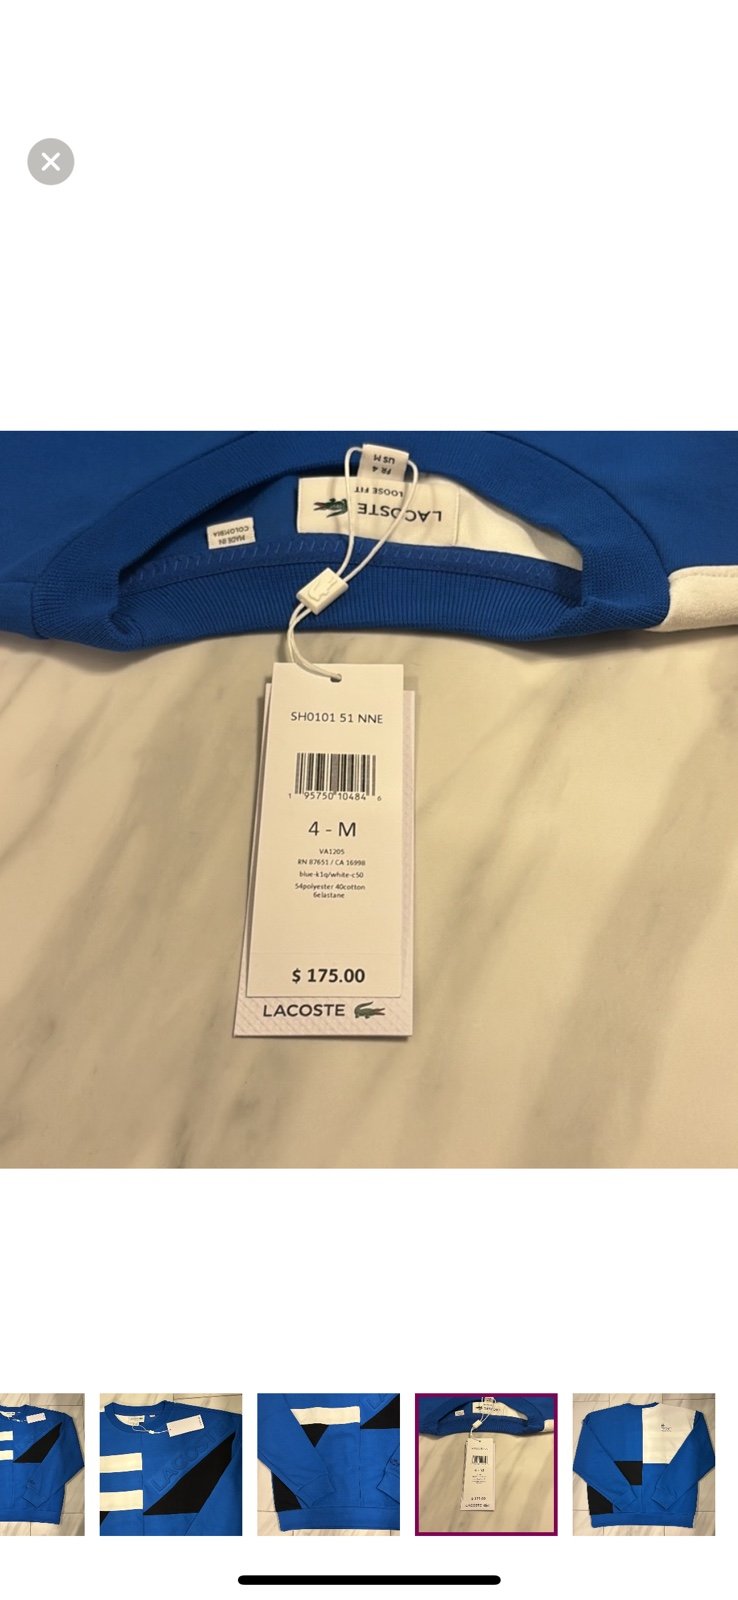 US M
FR 4
LOOSE FIT
LACOSTE
MADE IN
COLOMBIA
SH0101 51 NNE
1 95750 10484 6
4 - M
VA1205
RN 87651 / CA 16998
blue-k1q/white-c50
54polyester 40cotton
6elastane
$ 175.00
LACOSTE